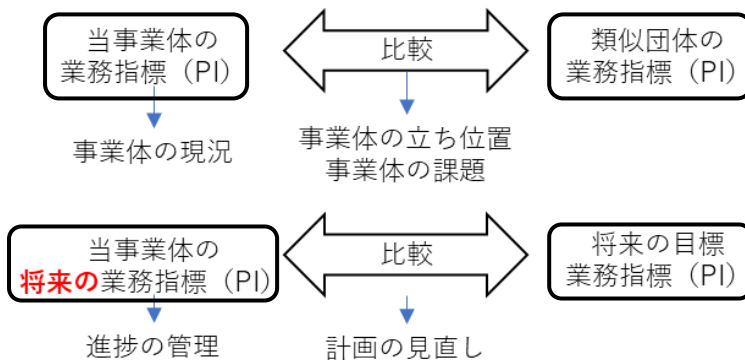 当事業体の
業務指標（PI）
比較
類似団体の
業務指標（PI）
事業体の現況
事業体の立ち位置
事業体の課題
当事業体の
将来の業務指標（PI）
比較
将来の目標
業務指標（PI）
進捗の管理
計画の見直し